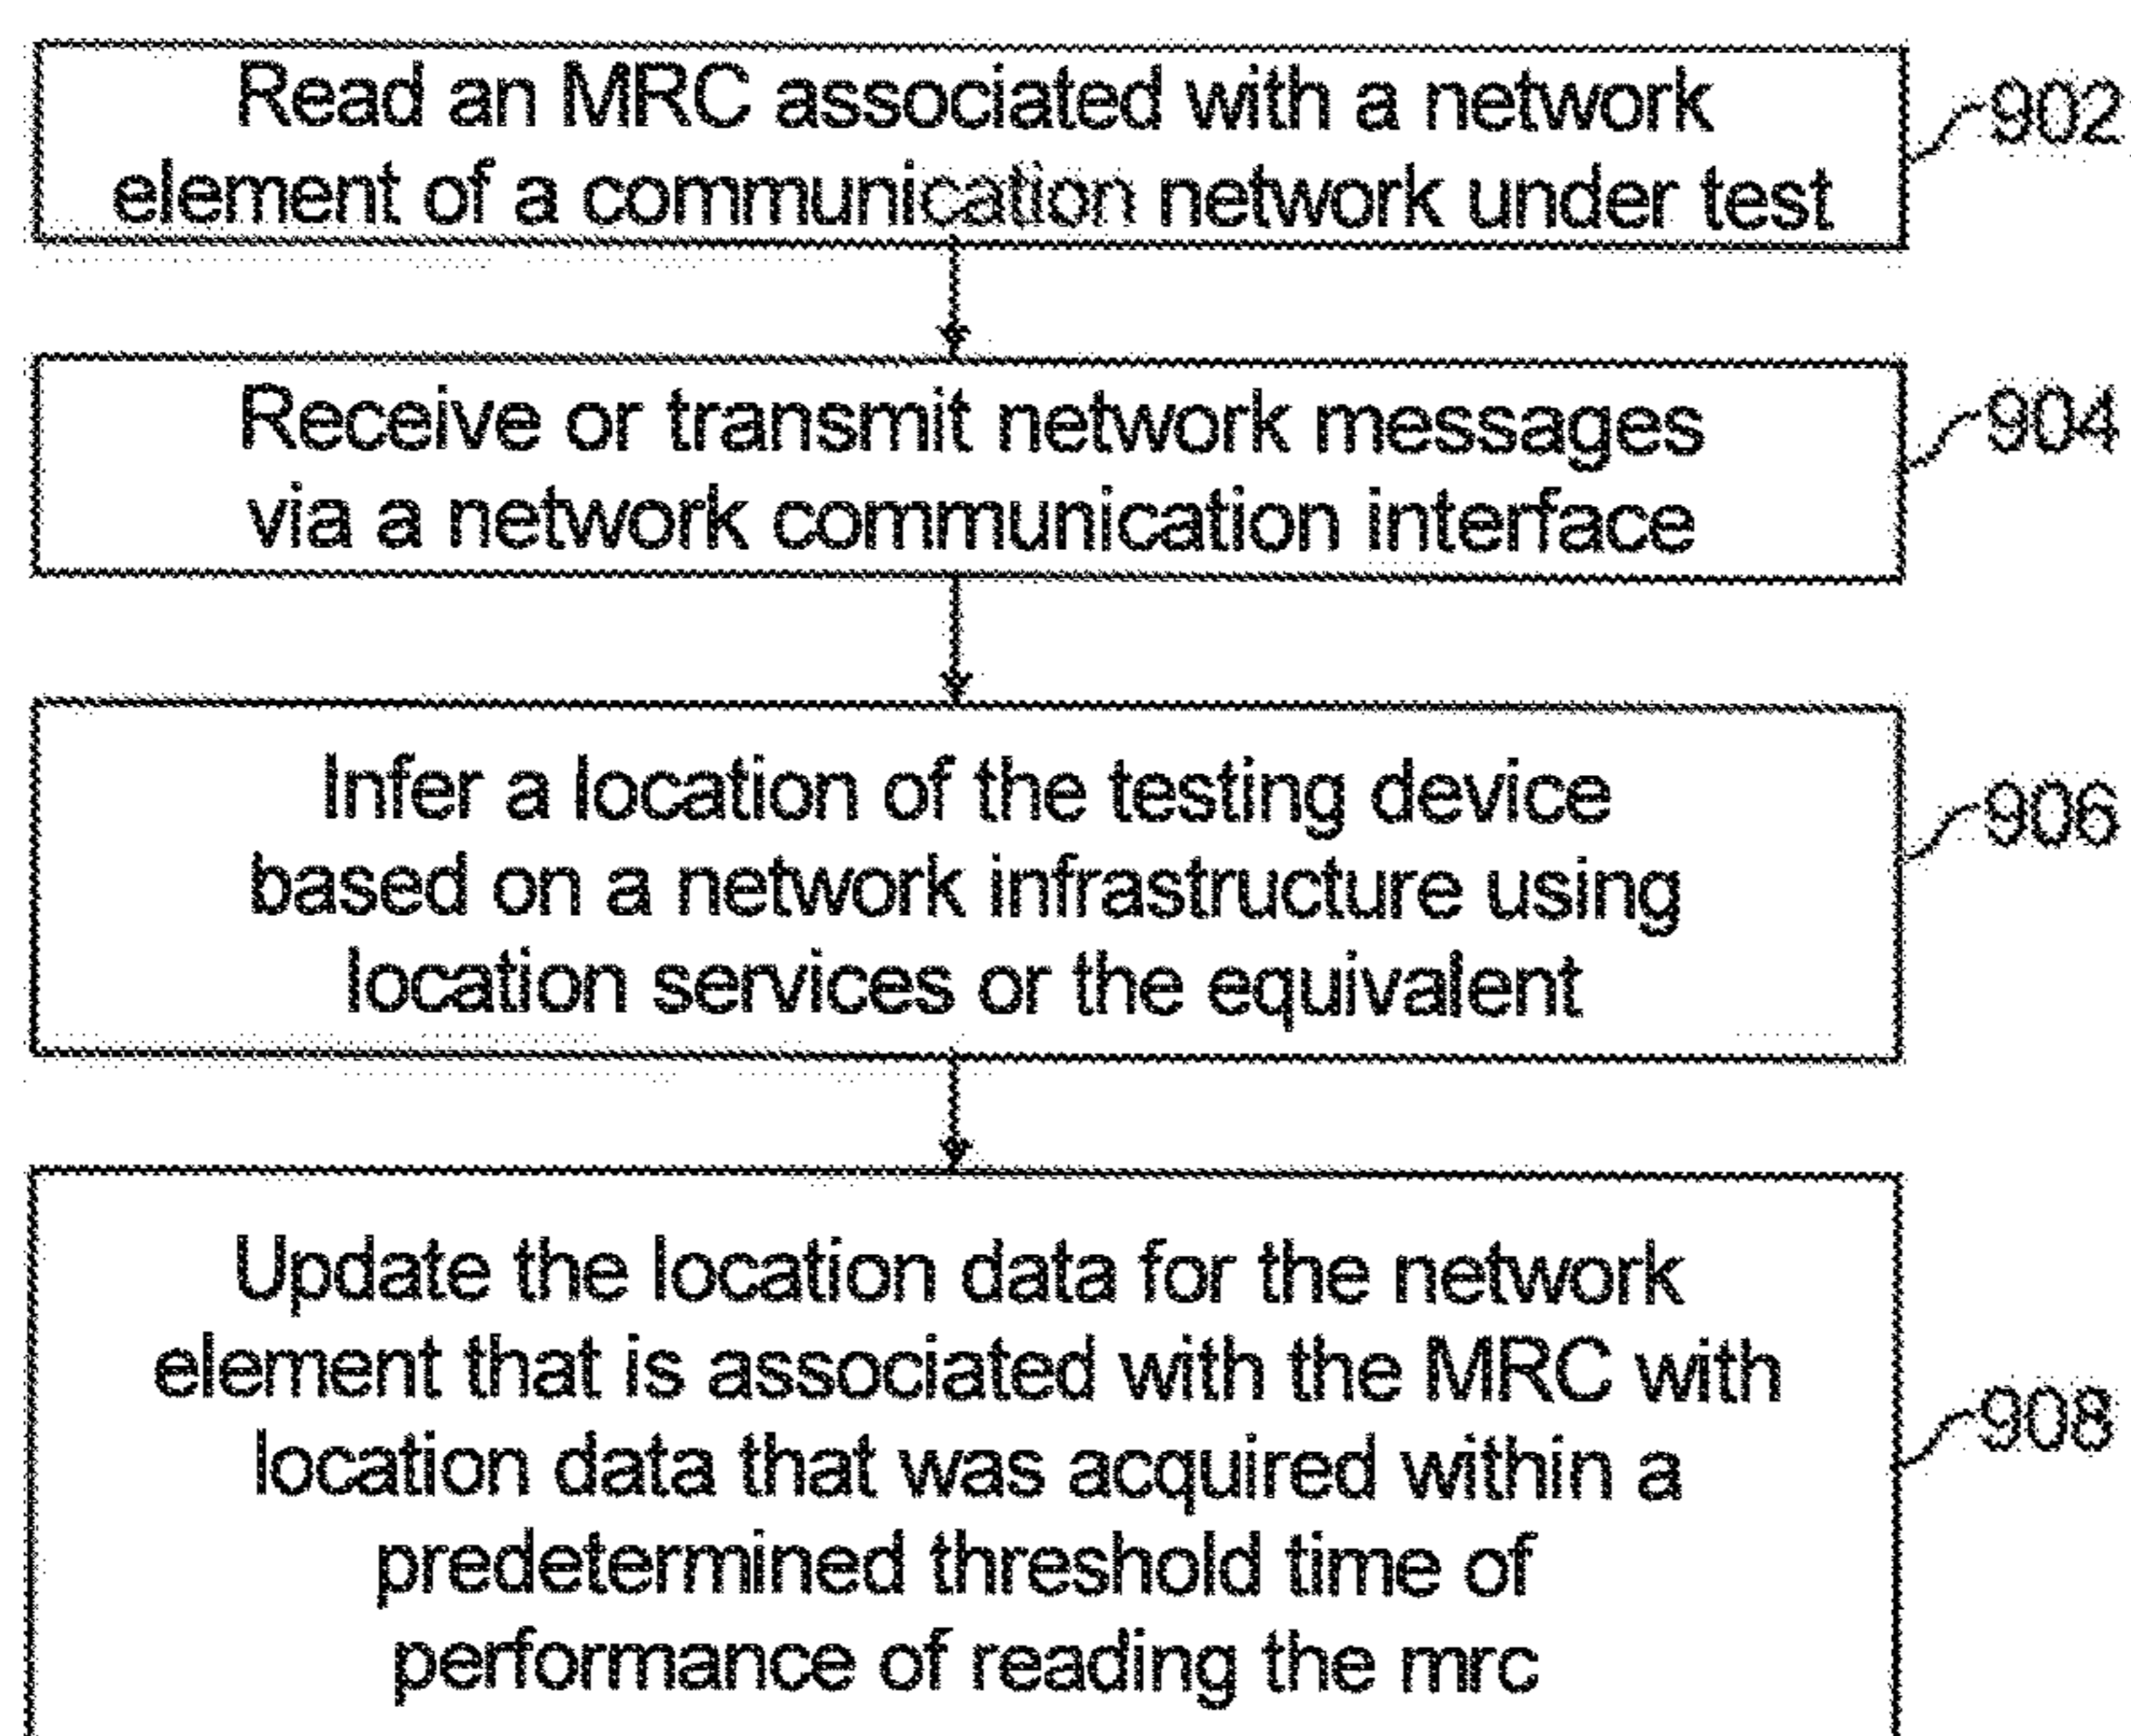 Read an MRC associated with a network
element of a communication network under test
902
Receive or transmit network messages
via a network communication interface
904
Infer a location of the testing device
based on a network infrastructure using
location services or the equivalent
906
Update the location data for the network
element that is associated with the MRC with
location data that was acquired within a
predetermined threshold time of
performance of reading the mrc
908